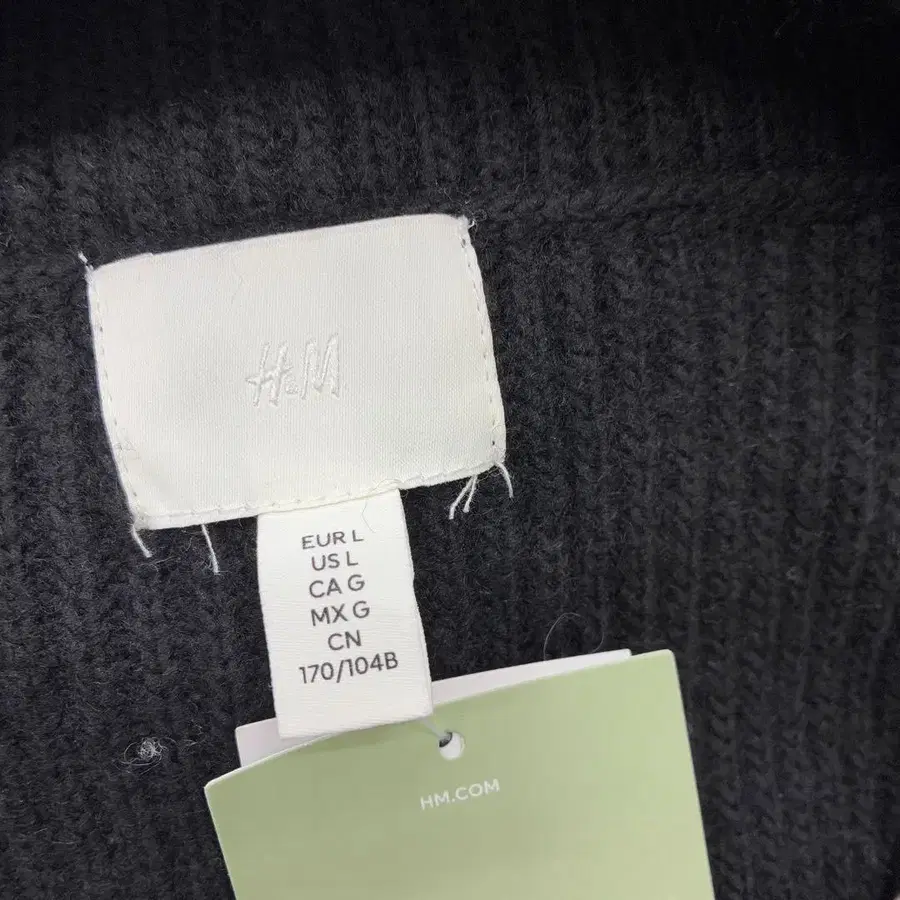 H&M
EUR L
US L
CA G
MX G
CN
170/104B
HM.COM